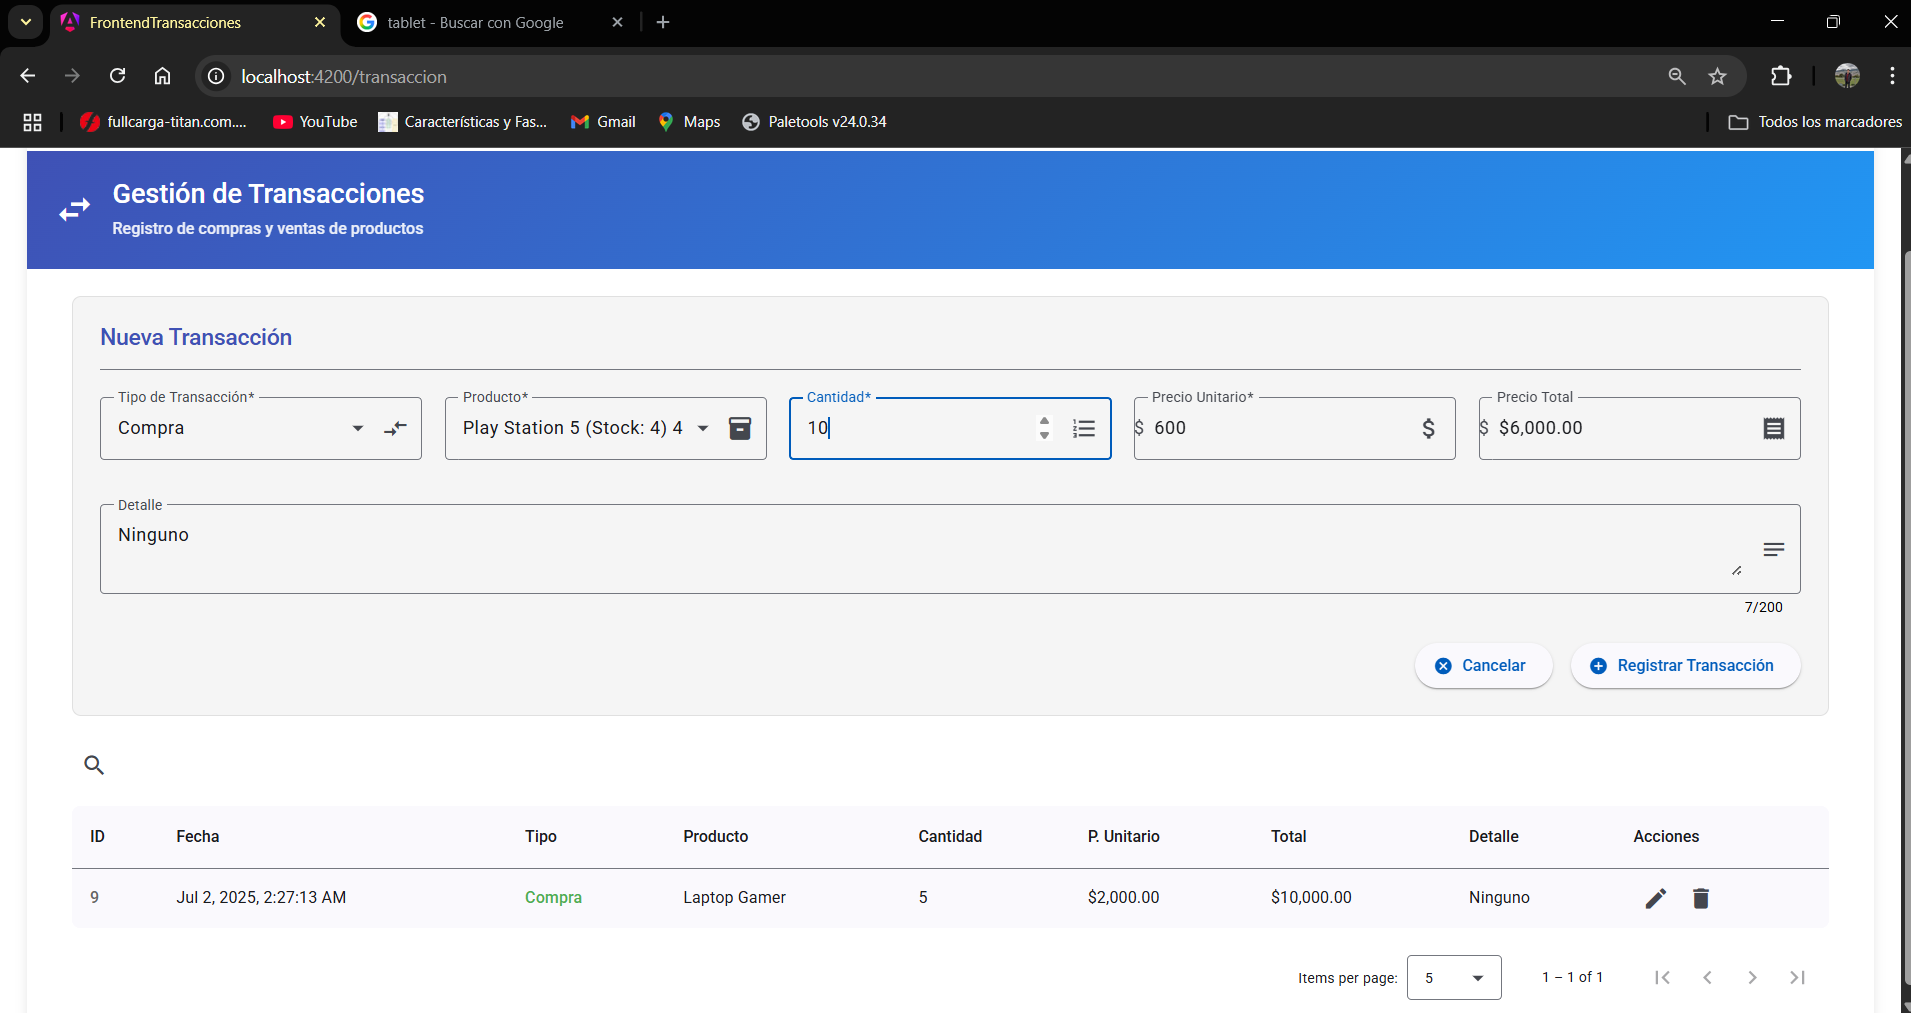 FrontendTransacciones
tablet - Buscar con Google
localhost:4200/transaccion
fullcarga-titan.com....
YouTube
Características y Fas...
Gmail
Maps
Paletools v24.0.34
Todos los marcadores
Gestión de Transacciones
Registro de compras y ventas de productos
Nueva Transacción
Tipo de Transacción* Producto* Cantidad* Precio Unitario* Precio Total
Compra Play Station 5 (Stock: 4) 4 10 $ 600 $ $ $6,000.00
Detalle
Ninguno
7/200
Cancelar Registrar Transacción
ID Fecha Tipo Producto Cantidad P. Unitario Total Detalle Acciones
9 Jul 2, 2025, 2:27:13 AM Compra Laptop Gamer 5 $2,000.00 $10,000.00 Ninguno
Items per page: 5 1 – 1 of 1